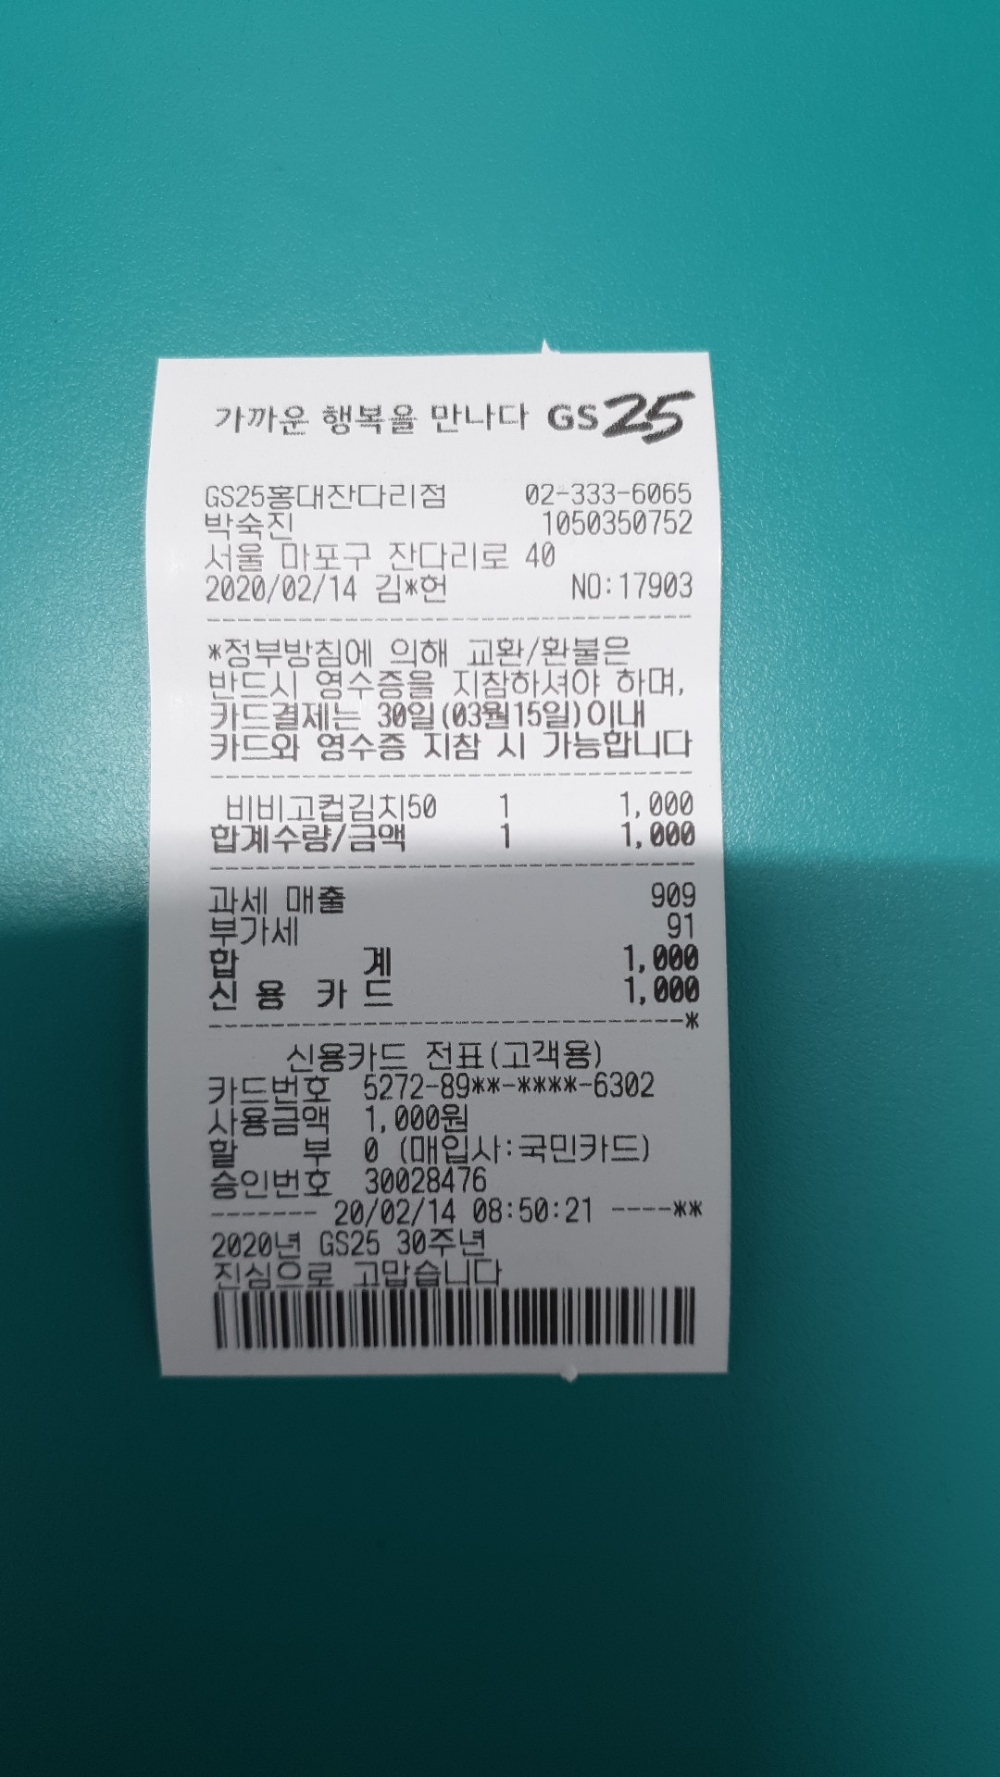 가까운 행복을 만나다 GS25
GS25홍대잔다리점 02-333-6065
박숙진 1050350752
서울 마포구 잔다리로 40
2020/02/14 김*헌 NO:17903
*정부방침에 의해 교환/환불은
반드시 영수증을 지참하셔야 하며,
카드결제는 30일(03월15일)이내
카드와 영수증 지참 시 가능합니다
비비고컵김치50 1 1,000
합계수량/금액 1 1,000
과세 매출 909
부가세 91
합 계 1,000
신 용 카 드 1,000
*
신용카드 전표(고객용)
카드번호 5272-89**-****-6302
사용금액 1,000원
할 부 0 (매입사:국민카드)
승인번호 30028476
------- 20/02/14 08:50:21 ----**
2020년 GS25 30주년
진심으로 고맙습니다